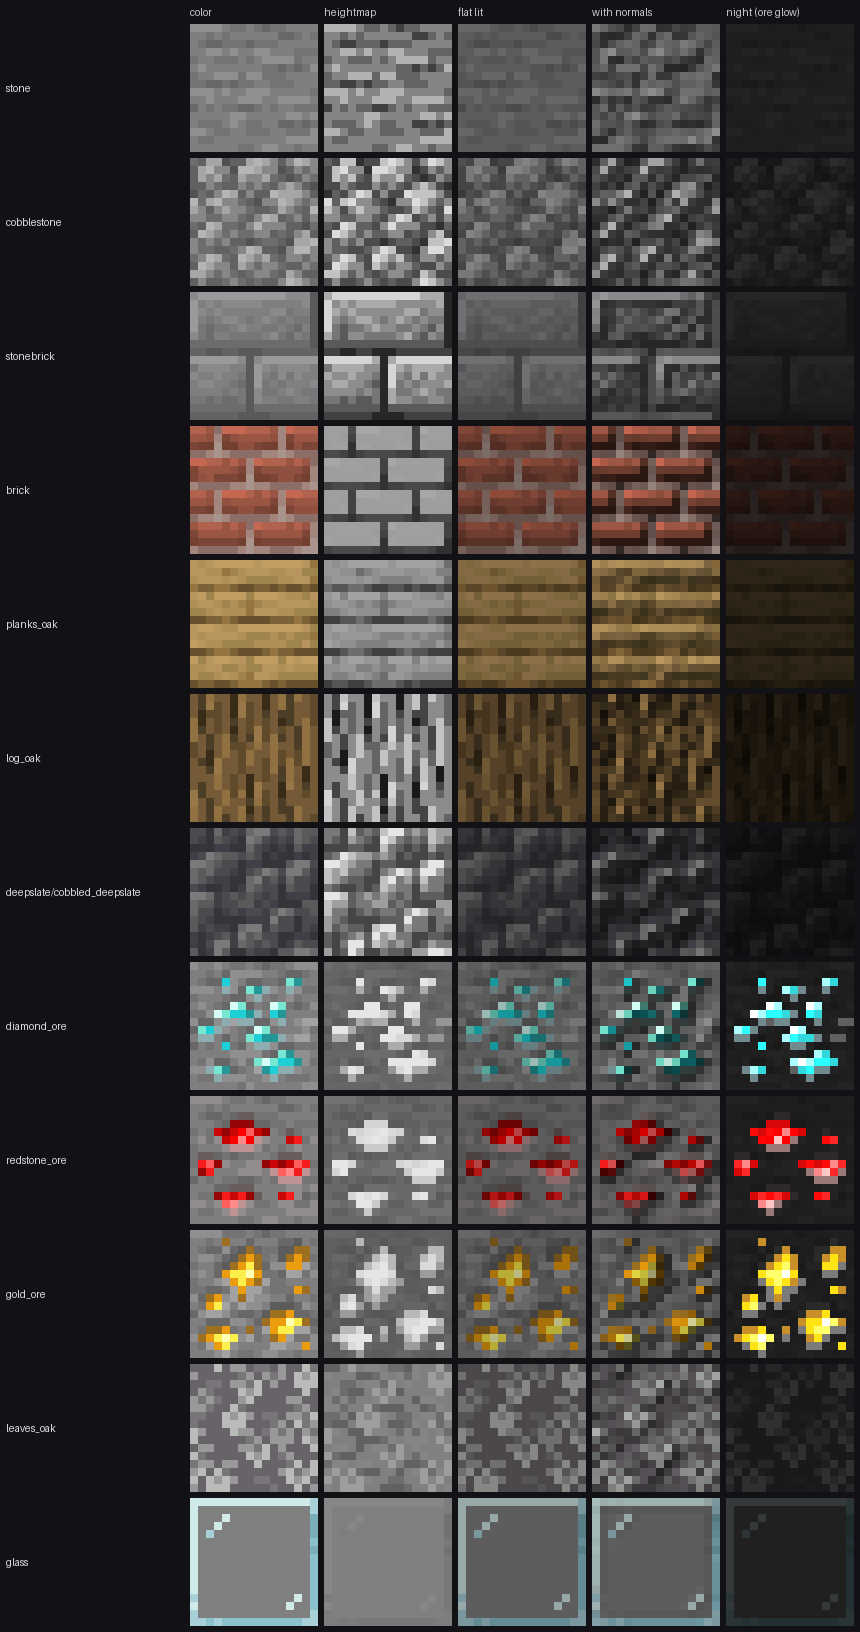 color heightmap flat lit with normals night (ore glow)
stone
cobblestone
stonebrick
brick
planks_oak
log_oak
deepslate/cobbled_deepslate
diamond_ore
redstone_ore
gold_ore
leaves_oak
glass